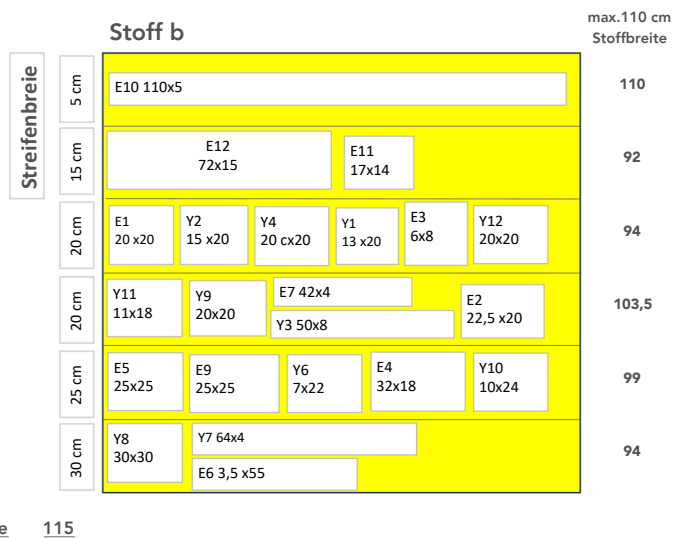 max.110 cm
Stoff b
Stoffbreite
Streifenbreie
5 cm
E10 110x5
110
15 cm
E12
72x15
E11
17x14
92
20 cm
E1
20 x20
Y2
15 x20
Y4
20 cx20
Y1
13 x20
E3
6x8
Y12
20x20
94
20 cm
Y11
11x18
Y9
20x20
E7 42x4
Y3 50x8
E2
22,5 x20
103,5
25 cm
E5
25x25
E9
25x25
Y6
7x22
E4
32x18
Y10
10x24
99
30 cm
Y8
30x30
Y7 64x4
E6 3,5 x55
94
e 115